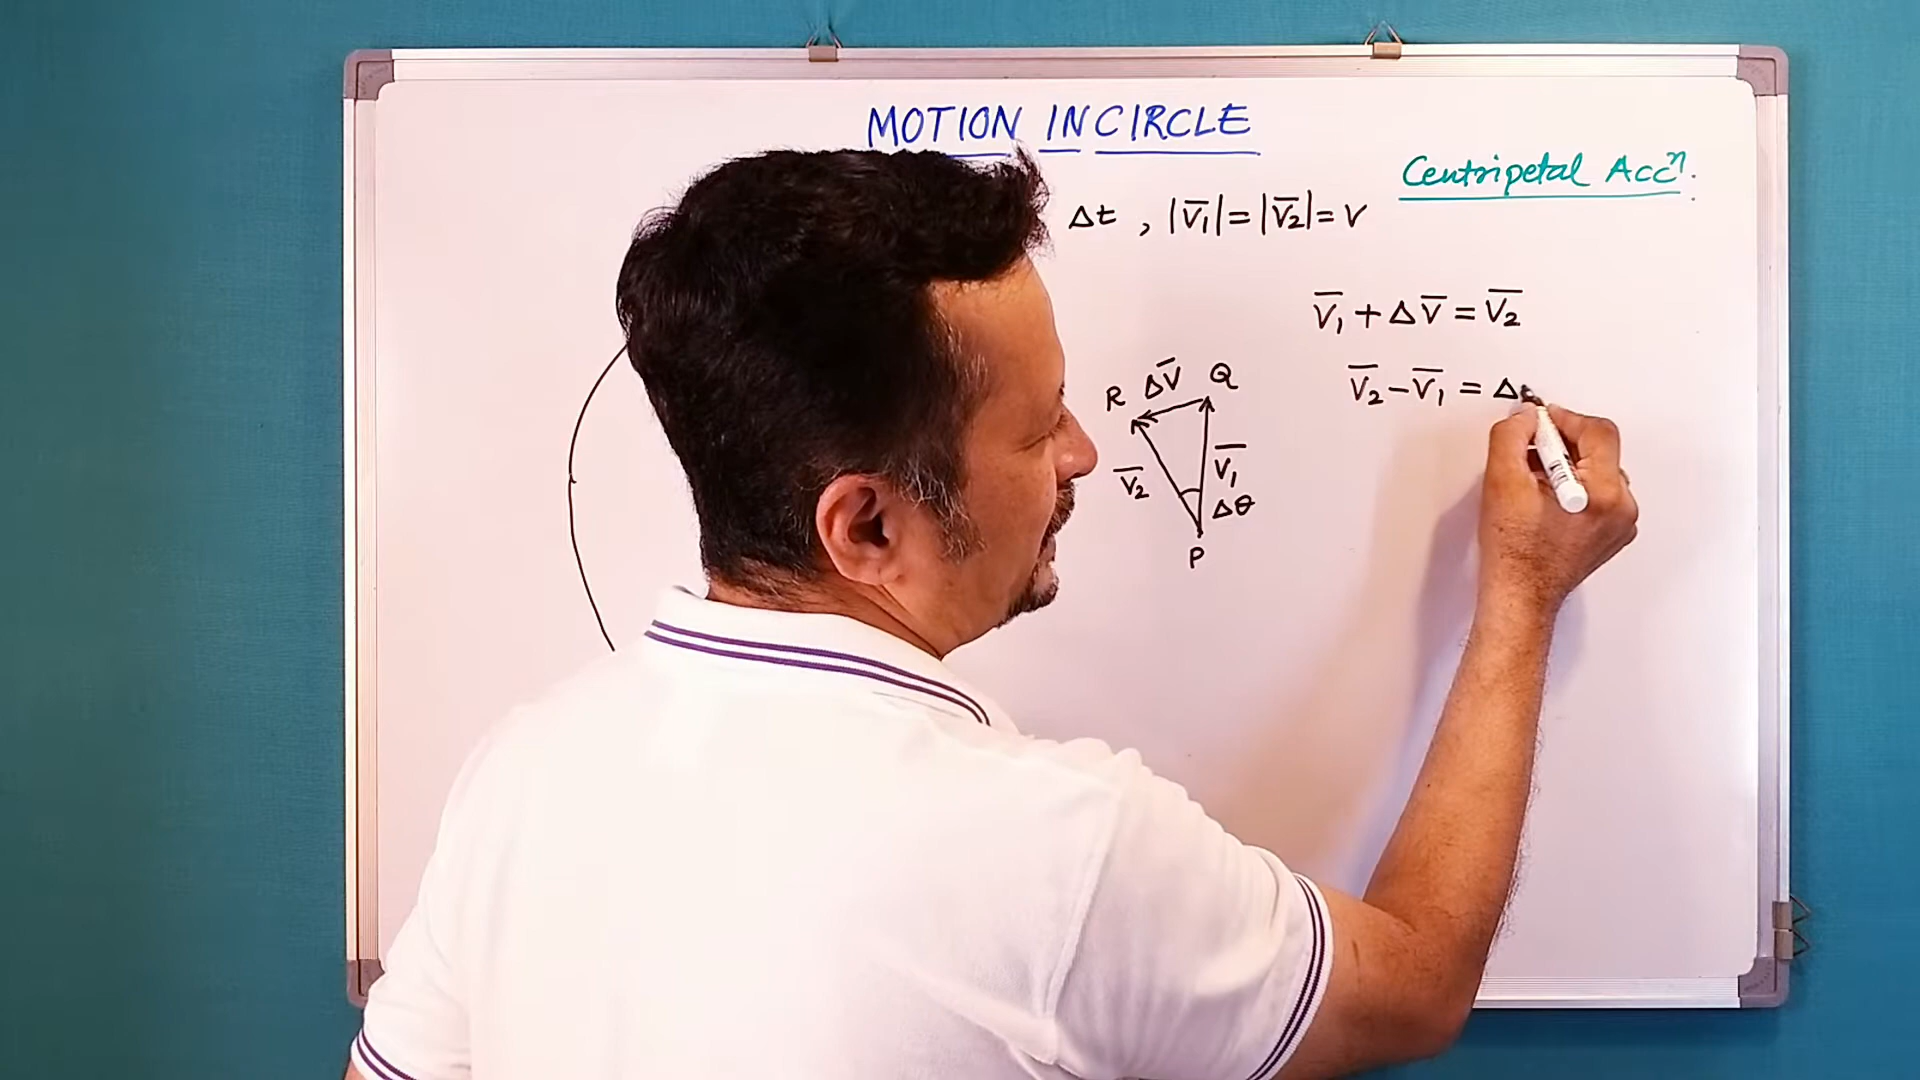 MOTION IN CIRCLE
Centripetal Accⁿ.
Δt , |V̅₁| = |V̅₂| = V
V̅₁ + ΔV̅ = V̅₂
V̅₂ - V̅₁ = Δ
R ΔV̅ Q
V̅₂ V̅₁
Δθ
P